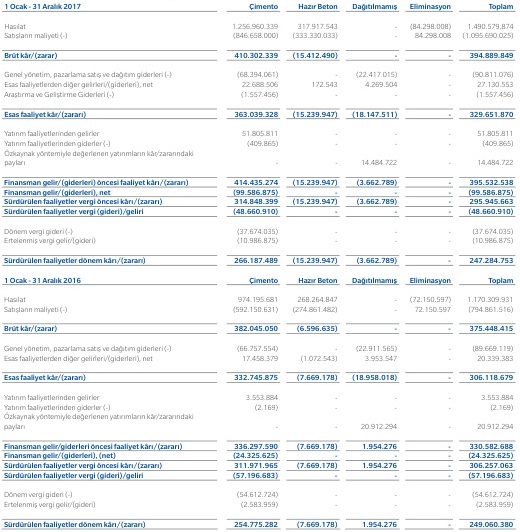 1 Ocak - 31 Aralık 2017 Çimento Hazır Beton Dağıtılmamış Eliminasyon Toplam
Hasılat 1.256.960.339 317.917.543 - (84.298.008) 1.490.579.874
Satışların maliyeti (-) (846.658.000) (333.330.033) - 84.298.008 (1.095.690.025)
Brüt kâr/(zarar) 410.302.339 (15.412.490) - - 394.889.849
Genel yönetim, pazarlama satış ve dağıtım giderleri (-) (68.394.061) - (22.417.015) - (90.811.076)
Esas faaliyetlerden diğer gelirleri/(giderleri), net 22.688.506 172.543 4.269.504 - 27.130.553
Araştırma ve Geliştirme Giderleri (-) (1.557.456) - - - (1.557.456)
Esas faaliyet kâr/(zararı) 363.039.328 (15.239.947) (18.147.511) - 329.651.870
Yatırım faaliyetlerinden gelirler 51.805.811 - - - 51.805.811
Yatırım faaliyetlerinden giderler (-) (409.865) - - - (409.865)
Özkaynak yöntemiyle değerlenen yatırımların kâr/zararındaki
payları - - 14.484.722 - 14.484.722
Finansman gelir/(giderleri) öncesi faaliyet kârı/(zararı) 414.435.274 (15.239.947) (3.662.789) - 395.532.538
Finansman gelir/(giderleri), net (99.586.875) - - - (99.586.875)
Sürdürülen faaliyetler vergi öncesi kârı/(zararı) 314.848.399 (15.239.947) (3.662.789) - 295.945.663
Sürdürülen faaliyetler vergi (gideri)/geliri (48.660.910) - - - (48.660.910)
Dönem vergi gideri (-) (37.674.035) - - - (37.674.035)
Ertelenmiş vergi gelir/(gideri) (10.986.875) - - - (10.986.875)
Sürdürülen faaliyetler dönem kârı/(zararı) 266.187.489 (15.239.947) (3.662.789) - 247.284.753
1 Ocak - 31 Aralık 2016 Çimento Hazır Beton Dağıtılmamış Eliminasyon Toplam
Hasılat 974.195.681 268.264.847 - (72.150.597) 1.170.309.931
Satışların maliyeti (-) (592.150.631) (274.861.482) - 72.150.597 (794.861.516)
Brüt kâr/(zarar) 382.045.050 (6.596.635) - - 375.448.415
Genel yönetim, pazarlama satış ve dağıtım giderleri (-) (66.757.554) - (22.911.565) - (89.669.119)
Esas faaliyetlerden diğer gelirleri/(giderleri), net 17.458.379 (1.072.543) 3.953.547 - 20.339.383
Esas faaliyet kâr/(zararı) 332.745.875 (7.669.178) (18.958.018) - 306.118.679
Yatırım faaliyetlerinden gelirler 3.553.884 - - - 3.553.884
Yatırım faaliyetlerinden giderler (-) (2.169) - - - (2.169)
Özkaynak yöntemiyle değerlenen yatırımların kâr/zararındaki
payları - - 20.912.294 - 20.912.294
Finansman gelir/giderleri öncesi faaliyet kârı/(zararı) 336.297.590 (7.669.178) 1.954.276 - 330.582.688
Finansman gelir/(giderleri), (net) (24.325.625) - - - (24.325.625)
Sürdürülen faaliyetler vergi öncesi kârı/(zararı) 311.971.965 (7.669.178) 1.954.276 - 306.257.063
Sürdürülen faaliyetler vergi (gideri)/geliri (57.196.683) - - - (57.196.683)
Dönem vergi gideri (-) (54.612.724) - - - (54.612.724)
Ertelenmiş vergi gelir/(gideri) (2.583.959) - - - (2.583.959)
Sürdürülen faaliyetler dönem kârı/(zararı) 254.775.282 (7.669.178) 1.954.276 - 249.060.380